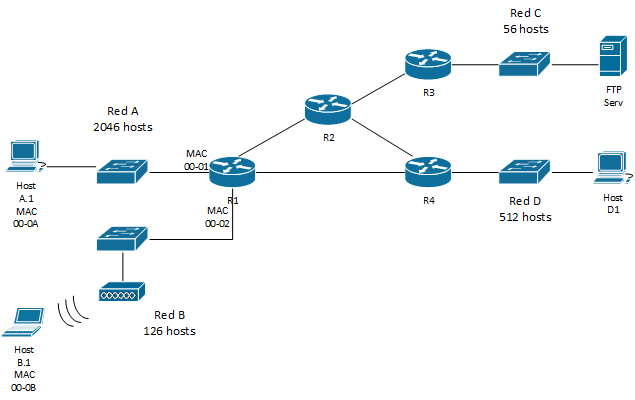 Red C
56 hosts
R3
FTP
Serv
Red A
2046 hosts
R2
MAC
00-01
Host
A.1
MAC
00-0A
R1
MAC
00-02
R4
Red D
512 hosts
Host
D1
Red B
126 hosts
Host
B.1
MAC
00-0B